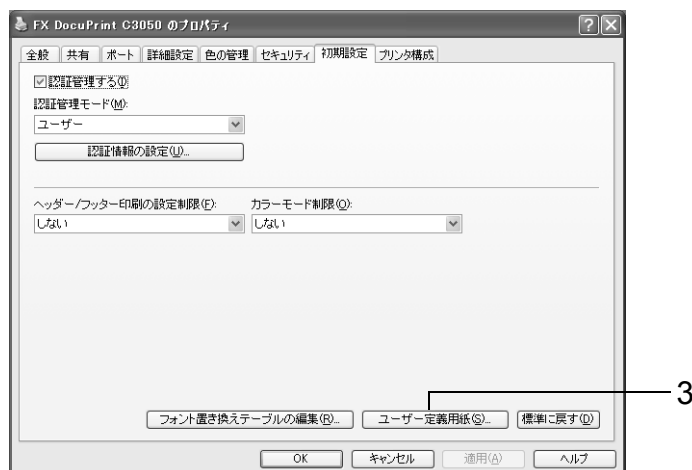 FX DocuPrint C3050 のプロパティ
全般 共有 ポート 詳細設定 色の管理 セキュリティ 初期設定 プリンタ構成
認証管理する(I)
認証管理モード(M):
ユーザー
認証情報の設定(U)...
ヘッダー/フッター印刷の設定制限(F): カラーモード制限(O):
しない しない
3
フォント置き換えテーブルの編集(R)... ユーザー定義用紙(S)... 標準に戻す(D)
OK キャンセル 適用(A) ヘルプ